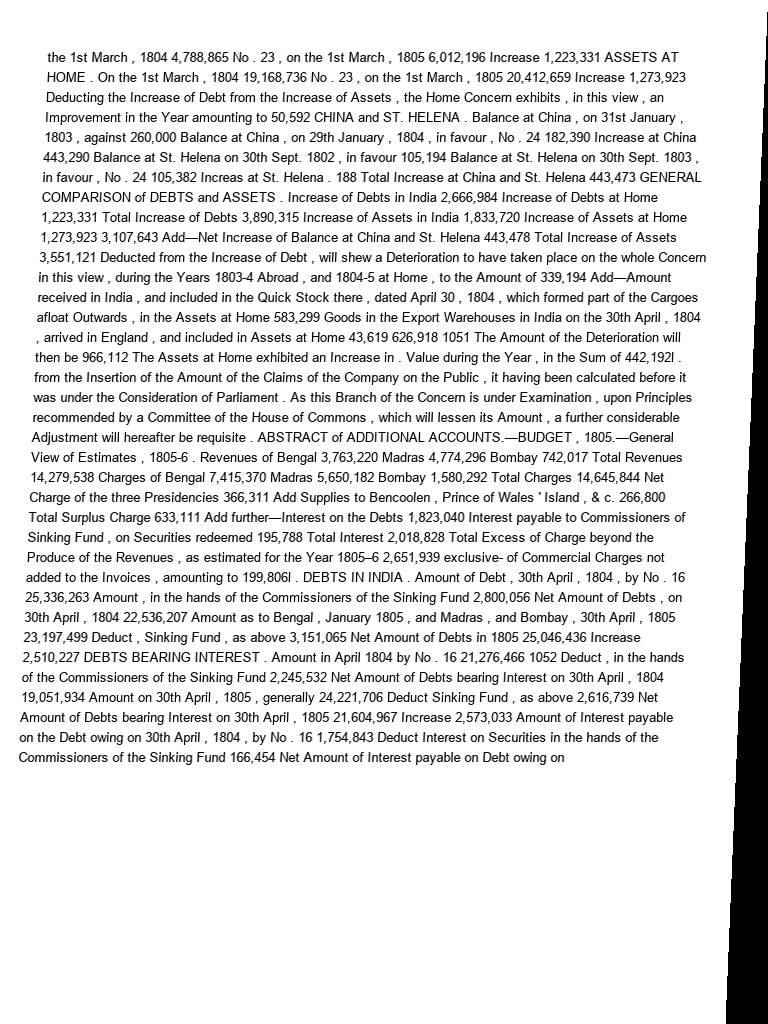 the 1st March , 1804 4,788,865 No . 23 , on the 1st March , 1805 6,012,196 Increase 1,223,331 ASSETS AT
HOME . On the 1st March , 1804 19,168,736 No . 23 , on the 1st March , 1805 20,412,659 Increase 1,273,923
Deducting the Increase of Debt from the Increase of Assets , the Home Concern exhibits , in this view , an
Improvement in the Year amounting to 50,592 CHINA and ST. HELENA . Balance at China , on 31st January ,
1803 , against 260,000 Balance at China , on 29th January , 1804 , in favour , No . 24 182,390 Increase at China
443,290 Balance at St. Helena on 30th Sept. 1802 , in favour 105,194 Balance at St. Helena on 30th Sept. 1803 ,
in favour , No . 24 105,382 Increas at St. Helena . 188 Total Increase at China and St. Helena 443,473 GENERAL
COMPARISON of DEBTS and ASSETS . Increase of Debts in India 2,666,984 Increase of Debts at Home
1,223,331 Total Increase of Debts 3,890,315 Increase of Assets in India 1,833,720 Increase of Assets at Home
1,273,923 3,107,643 Add—Net Increase of Balance at China and St. Helena 443,478 Total Increase of Assets
3,551,121 Deducted from the Increase of Debt , will shew a Deterioration to have taken place on the whole Concern
in this view , during the Years 1803-4 Abroad , and 1804-5 at Home , to the Amount of 339,194 Add—Amount
received in India , and included in the Quick Stock there , dated April 30 , 1804 , which formed part of the Cargoes
afloat Outwards , in the Assets at Home 583,299 Goods in the Export Warehouses in India on the 30th April , 1804
, arrived in England , and included in Assets at Home 43,619 626,918 1051 The Amount of the Deterioration will
then be 966,112 The Assets at Home exhibited an Increase in . Value during the Year , in the Sum of 442,192l .
from the Insertion of the Amount of the Claims of the Company on the Public , it having been calculated before it
was under the Consideration of Parliament . As this Branch of the Concern is under Examination , upon Principles
recommended by a Committee of the House of Commons , which will lessen its Amount , a further considerable
Adjustment will hereafter be requisite . ABSTRACT of ADDITIONAL ACCOUNTS.—BUDGET , 1805.—General
View of Estimates , 1805-6 . Revenues of Bengal 3,763,220 Madras 4,774,296 Bombay 742,017 Total Revenues
14,279,538 Charges of Bengal 7,415,370 Madras 5,650,182 Bombay 1,580,292 Total Charges 14,645,844 Net
Charge of the three Presidencies 366,311 Add Supplies to Bencoolen , Prince of Wales ' Island , & c. 266,800
Total Surplus Charge 633,111 Add further—Interest on the Debts 1,823,040 Interest payable to Commissioners of
Sinking Fund , on Securities redeemed 195,788 Total Interest 2,018,828 Total Excess of Charge beyond the
Produce of the Revenues , as estimated for the Year 1805–6 2,651,939 exclusive- of Commercial Charges not
added to the Invoices , amounting to 199,806l . DEBTS IN INDIA . Amount of Debt , 30th April , 1804 , by No . 16
25,336,263 Amount , in the hands of the Commissioners of the Sinking Fund 2,800,056 Net Amount of Debts , on
30th April , 1804 22,536,207 Amount as to Bengal , January 1805 , and Madras , and Bombay , 30th April , 1805
23,197,499 Deduct , Sinking Fund , as above 3,151,065 Net Amount of Debts in 1805 25,046,436 Increase
2,510,227 DEBTS BEARING INTEREST . Amount in April 1804 by No . 16 21,276,466 1052 Deduct , in the hands
of the Commissioners of the Sinking Fund 2,245,532 Net Amount of Debts bearing Interest on 30th April , 1804
19,051,934 Amount on 30th April , 1805 , generally 24,221,706 Deduct Sinking Fund , as above 2,616,739 Net
Amount of Debts bearing Interest on 30th April , 1805 21,604,967 Increase 2,573,033 Amount of Interest payable
on the Debt owing on 30th April , 1804 , by No . 16 1,754,843 Deduct Interest on Securities in the hands of the
Commissioners of the Sinking Fund 166,454 Net Amount of Interest payable on Debt owing on